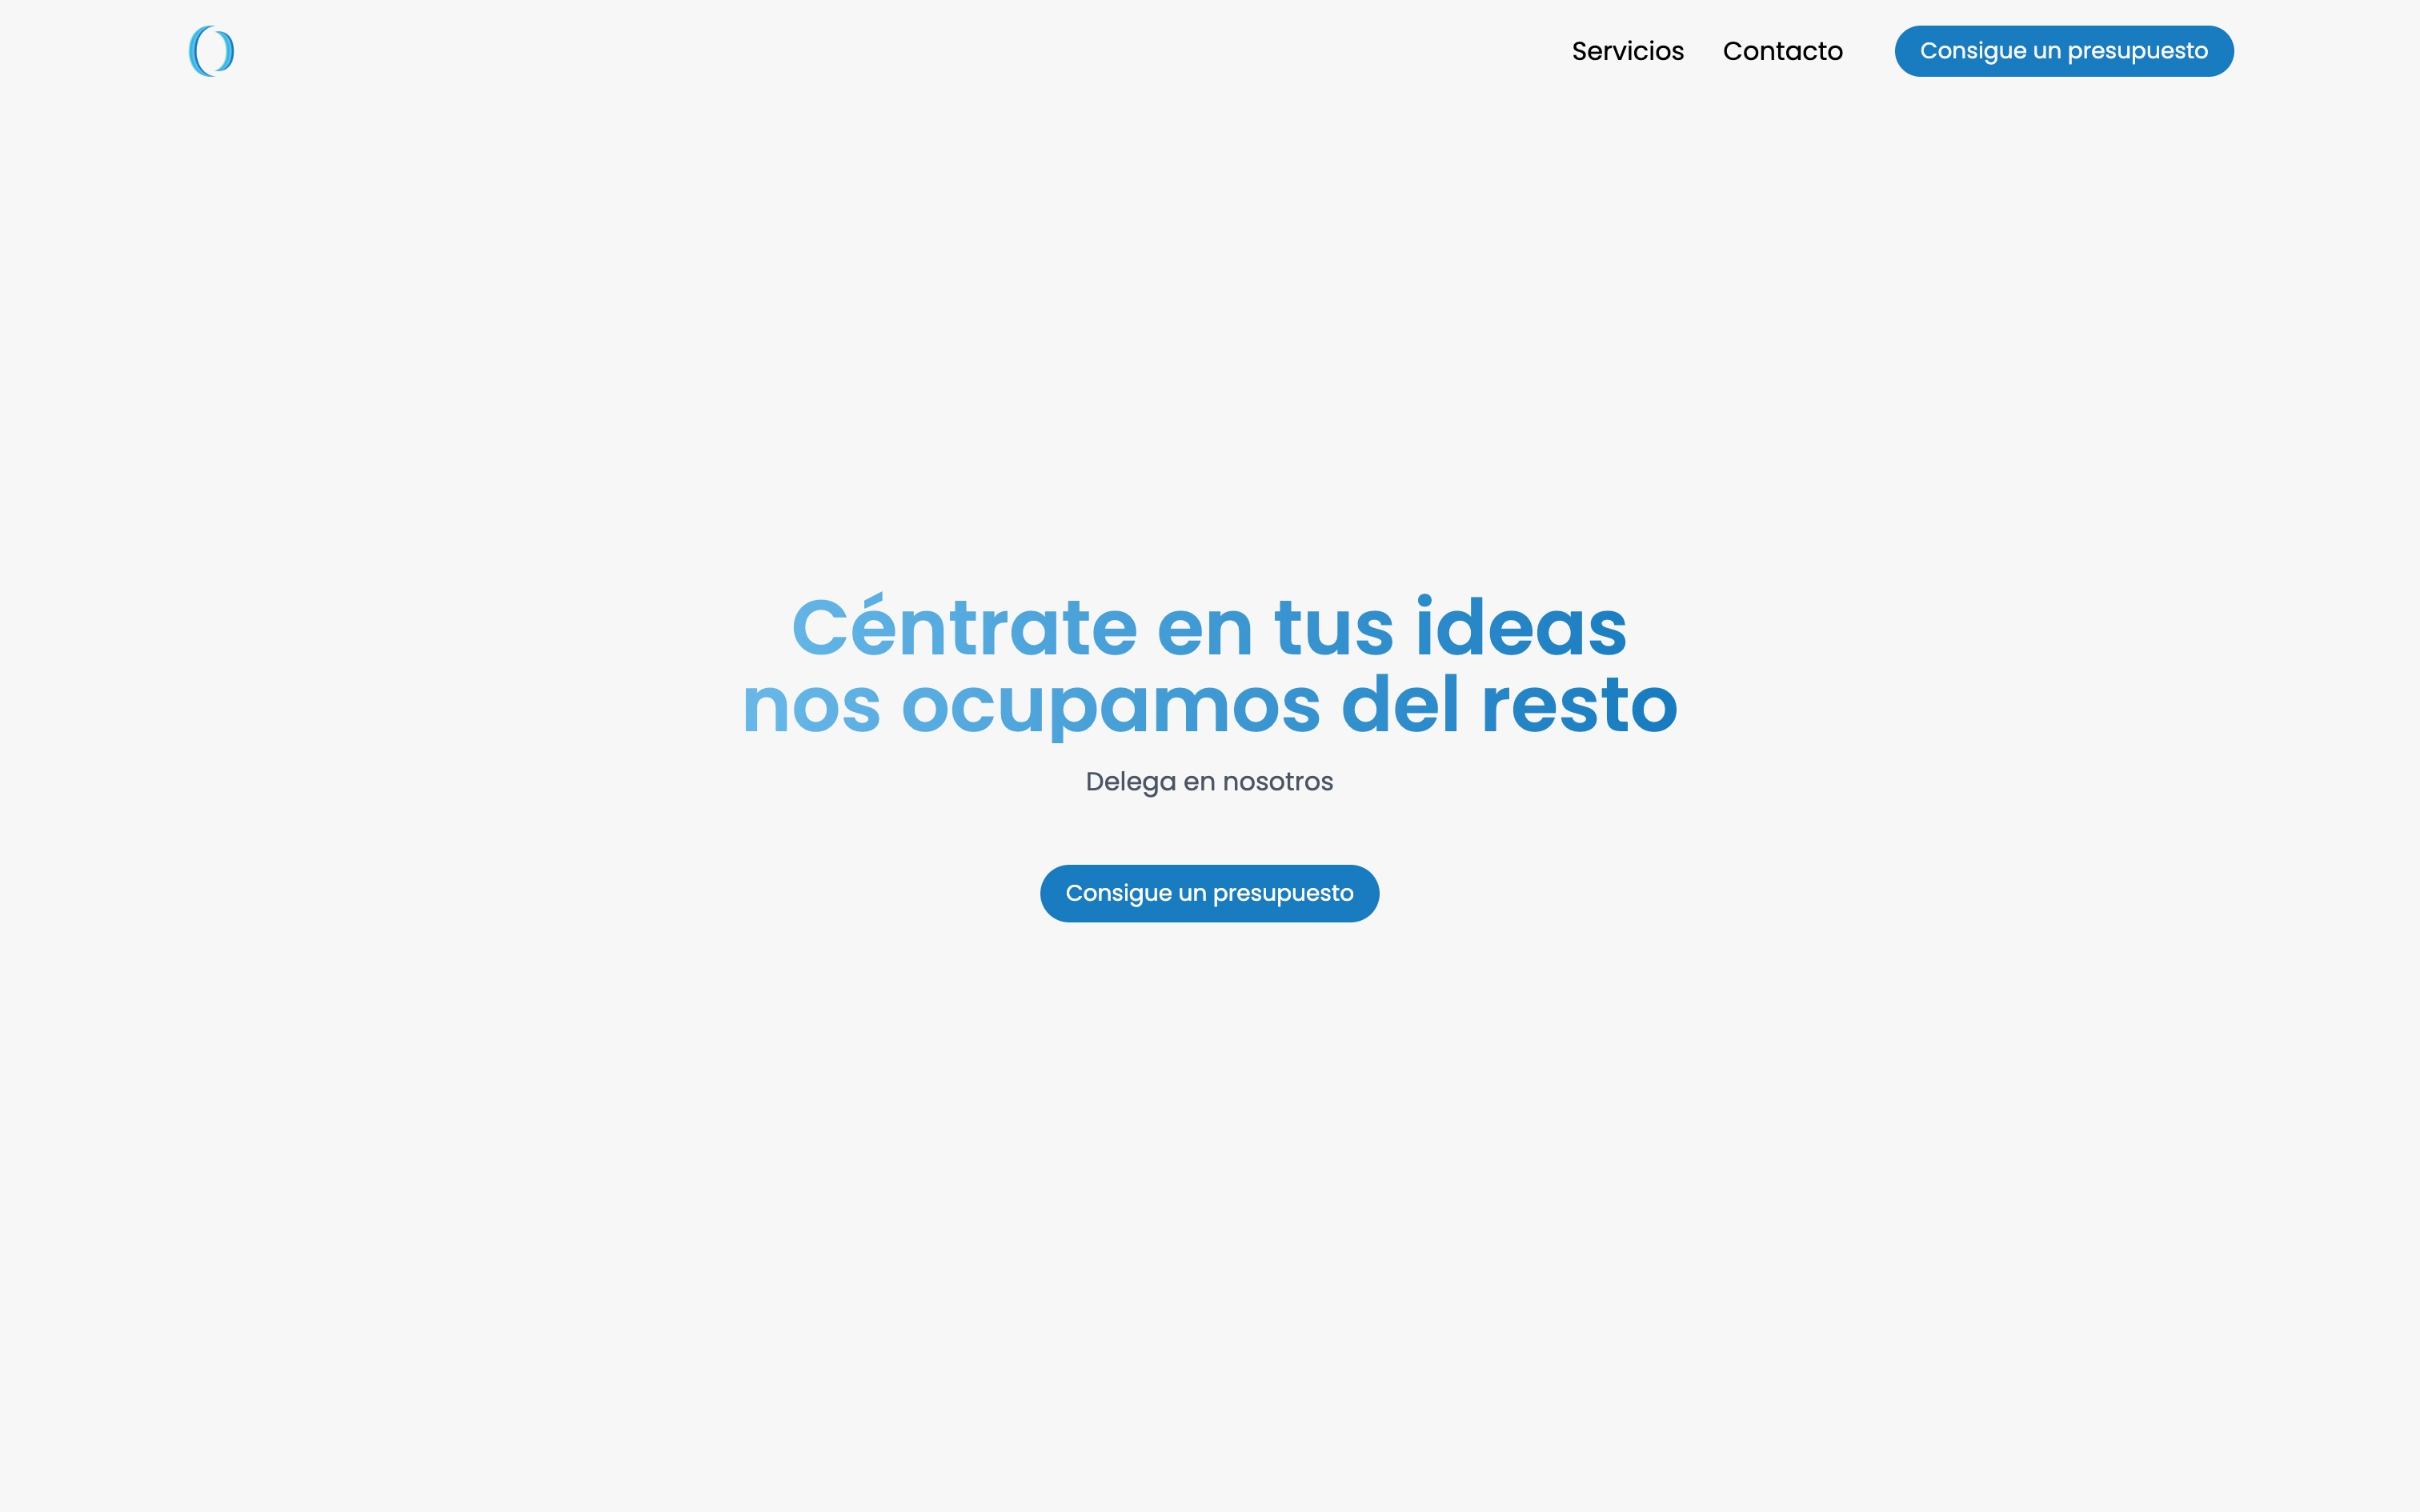 Servicios
Contacto
Consigue un presupuesto
Céntrate en tus ideas
nos ocupamos del resto
Delega en nosotros
Consigue un presupuesto